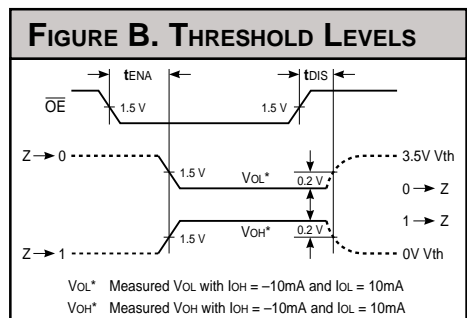 FIGURE B. THRESHOLD LEVELS
tENA tDIS
OE 1.5 V 1.5 V
Z 0 1.5 V VOL* 0.2 V 3.5V Vth
0 Z
1 Z
Z 1 1.5 V VOH* 0.2 V 0V Vth
VOL* Measured VOL with IOH = –10mA and IOL = 10mA
VOH* Measured VOH with IOH = –10mA and IOL = 10mA